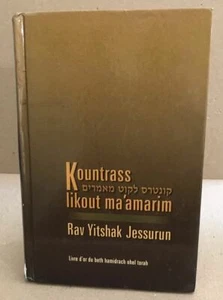 Kountrass
קונטרס לקוט מאמרים
likout ma'amarim
Rav Yitshak Jessurun
Livre d'or du beth hamidrach ohel torah